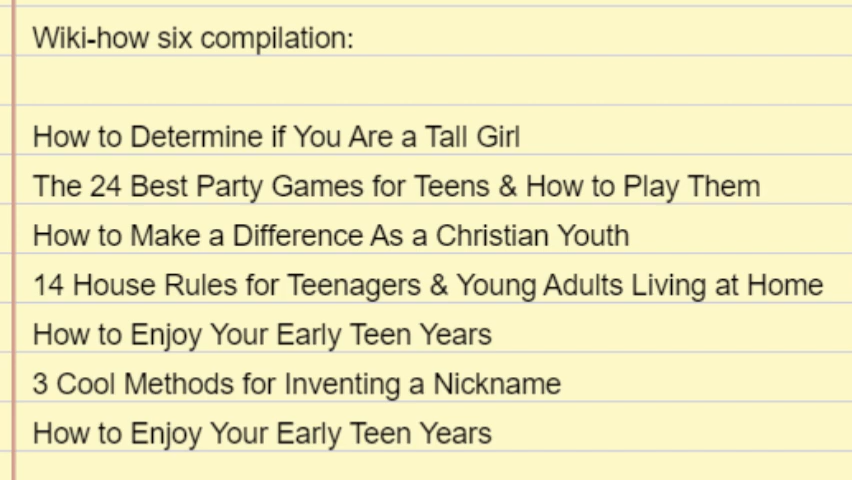 Wiki-how six compilation:
How to Determine if You Are a Tall Girl
The 24 Best Party Games for Teens & How to Play Them
How to Make a Difference As a Christian Youth
14 House Rules for Teenagers & Young Adults Living at Home
How to Enjoy Your Early Teen Years
3 Cool Methods for Inventing a Nickname
How to Enjoy Your Early Teen Years